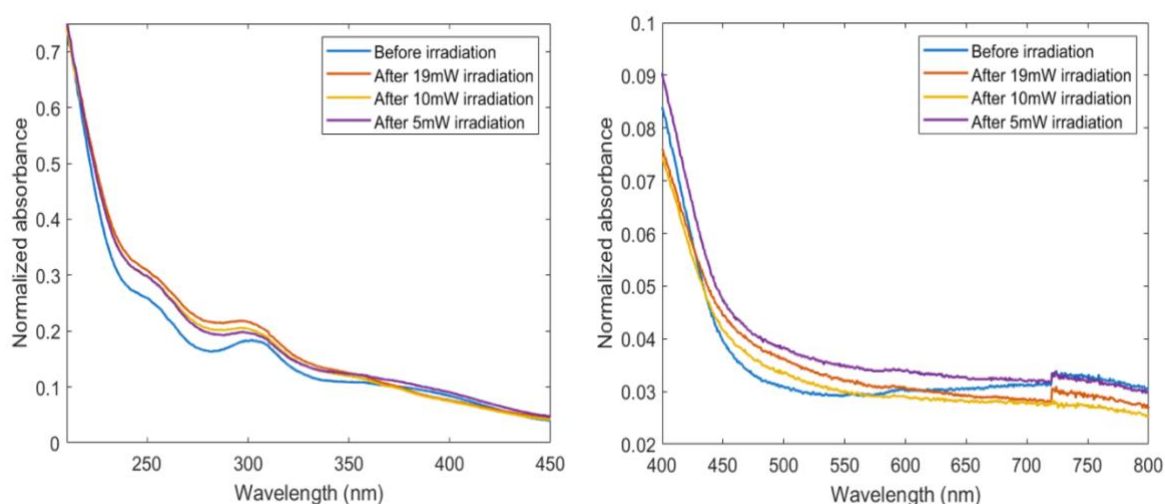 Normalized absorbance
0.7
0.6
0.5
0.4
0.3
0.2
0.1
0
250
300
350
400
450
Wavelength (nm)
Before irradiation
After 19mW irradiation
After 10mW irradiation
After 5mW irradiation
Normalized absorbance
0.1
0.09
0.08
0.07
0.06
0.05
0.04
0.03
0.02
400
450
500
550
600
650
700
750
800
Wavelength (nm)
Before irradiation
After 19mW irradiation
After 10mW irradiation
After 5mW irradiation